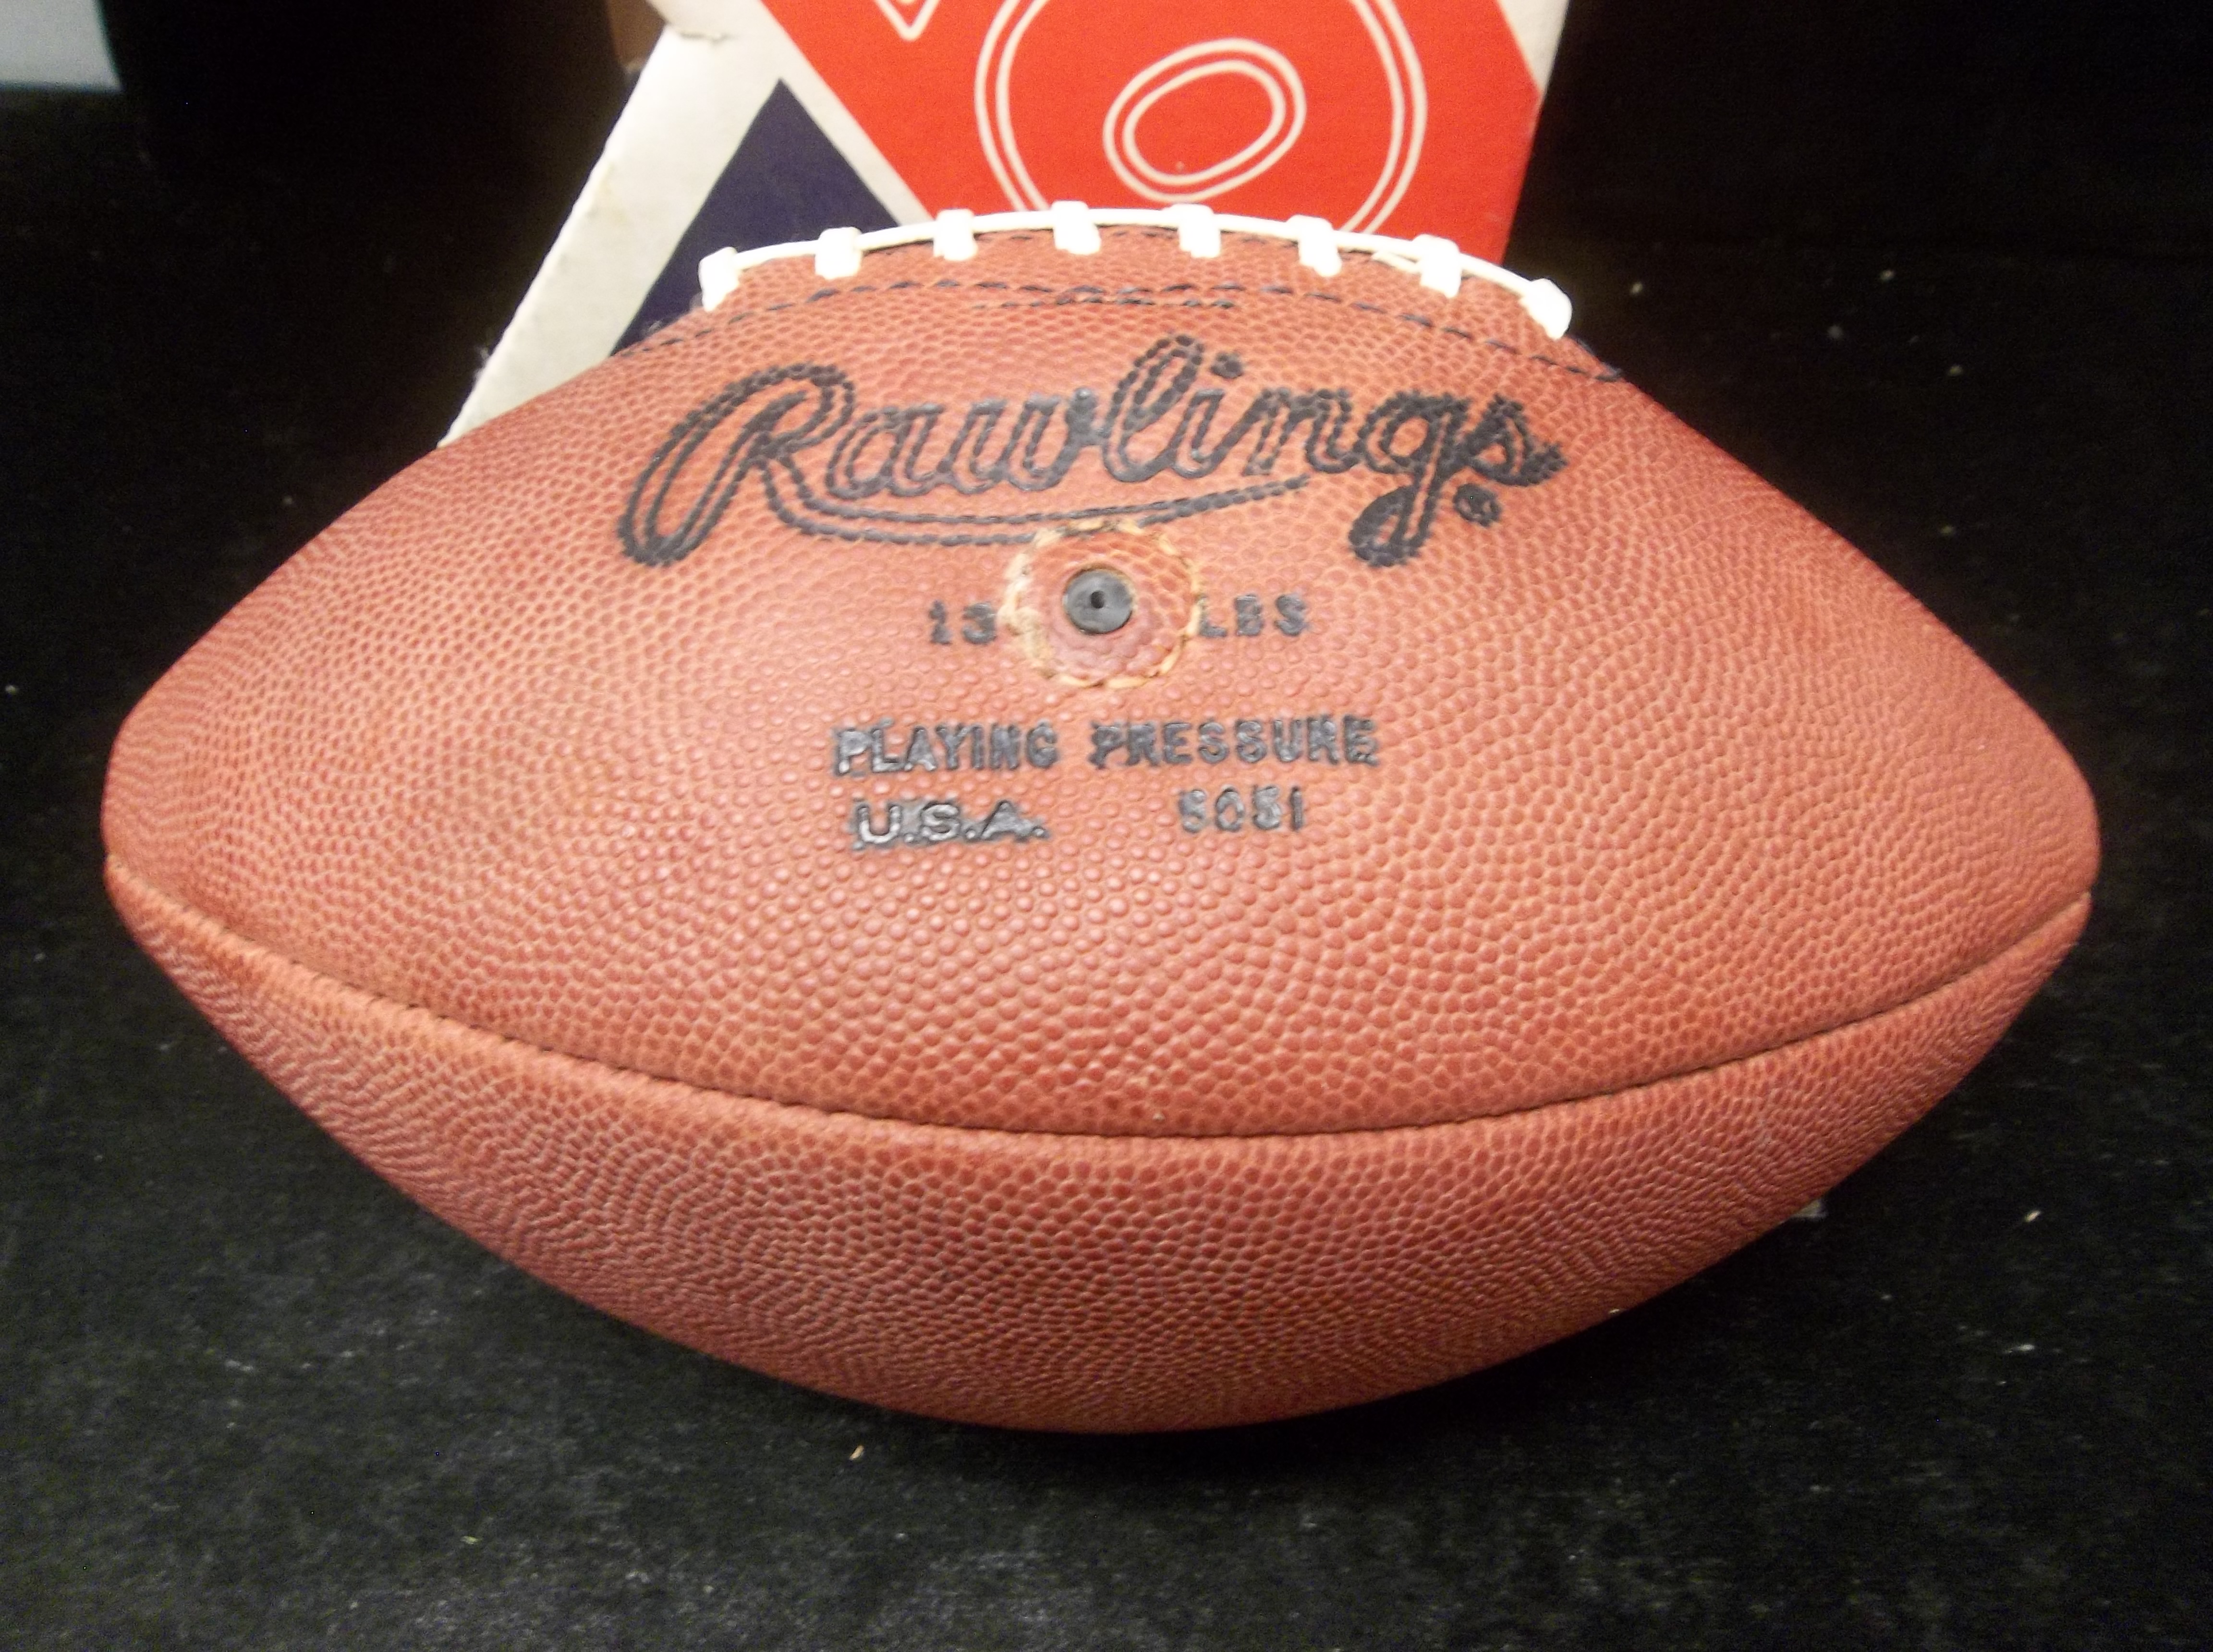 Rawlings®
13 LBS
PLAYING PRESSURE
U.S.A. 5051